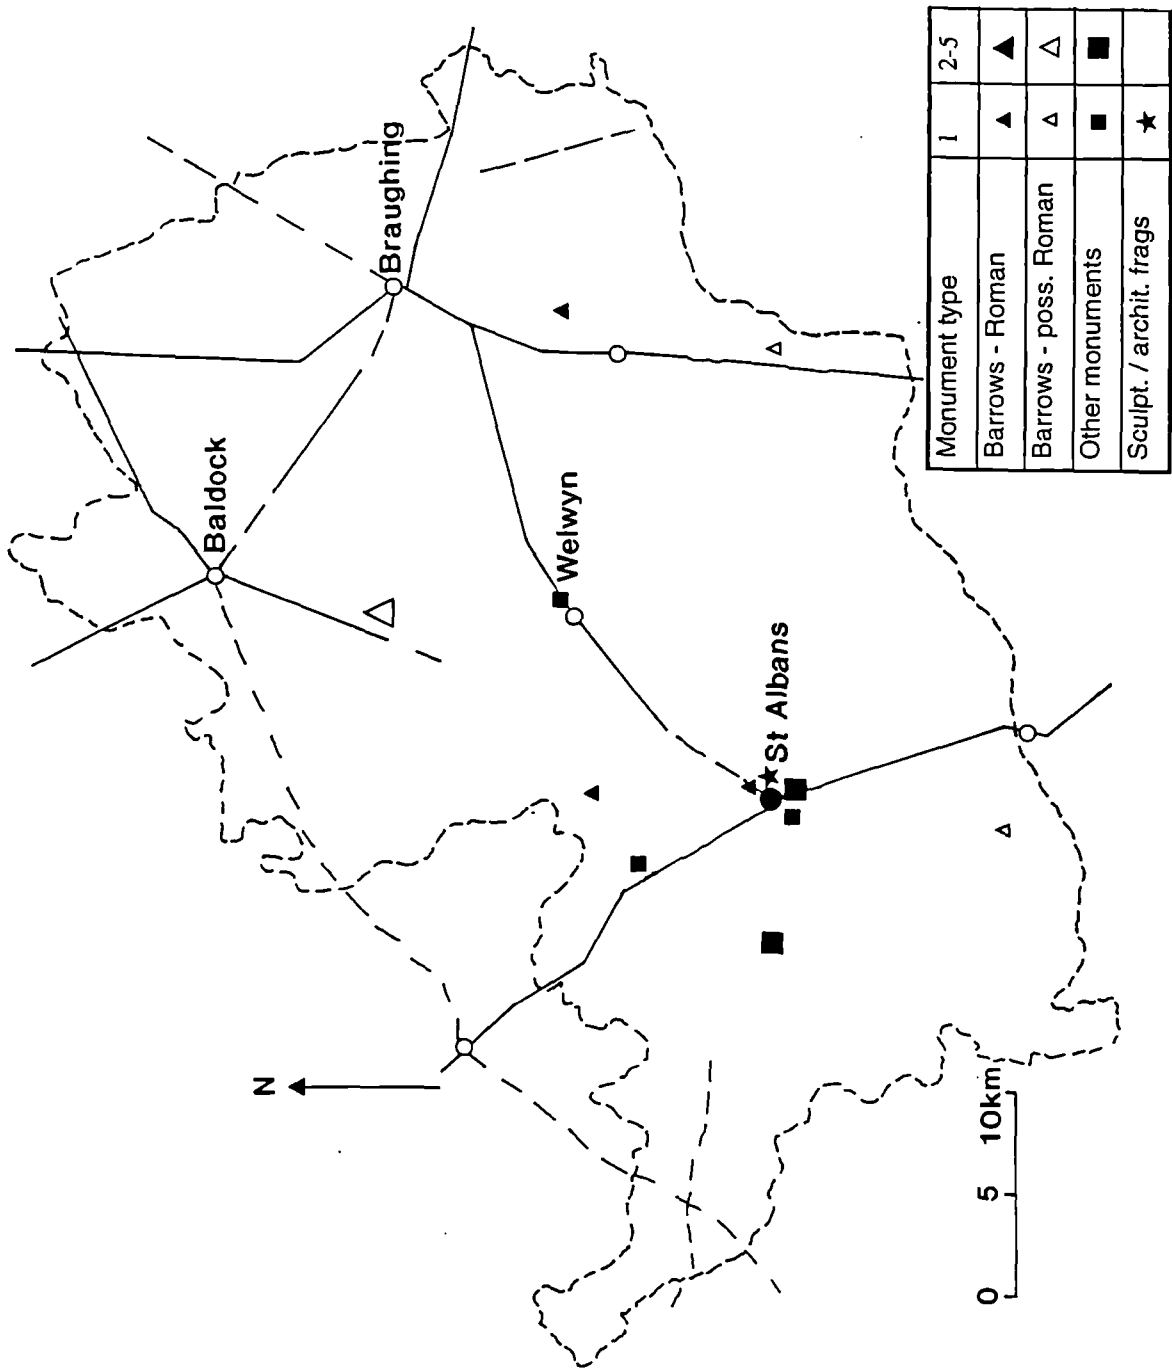 N
Baldock
Braughing
Welwyn
St Albans
0 5 10km
Monument type 1 2-5
Barrows - Roman
Barrows - poss. Roman
Other monuments
Sculpt. / archit. frags